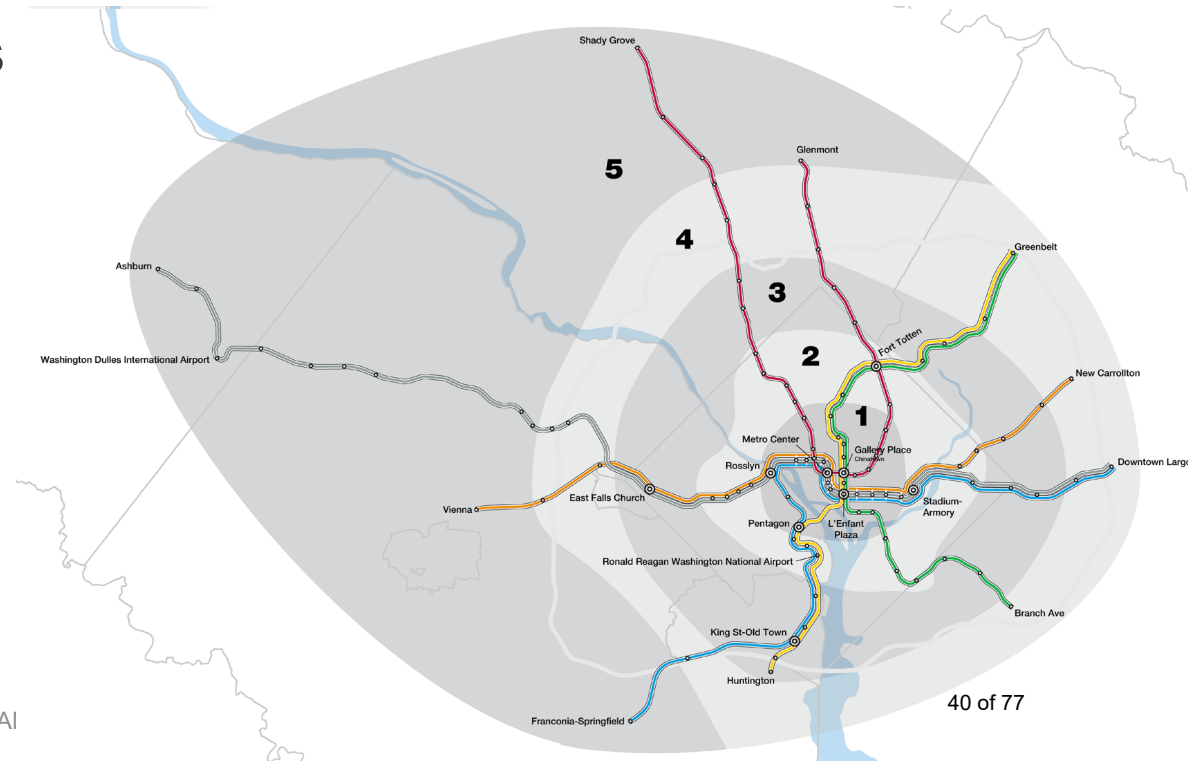 S
Shady Grove
Glenmont
5
4
Greenbelt
Ashburn
3
Fort Totten
Washington Dulles International Airport
2
New Carrollton
1
Metro Center
Gallery Place
Chinatown
Rosslyn
Downtown Largo
East Falls Church
Vienna
Stadium-
Armory
Pentagon
L'Enfant
Plaza
Ronald Reagan Washington National Airport
Branch Ave
King St-Old Town
Huntington
40 of 77
Franconia-Springfield
AI